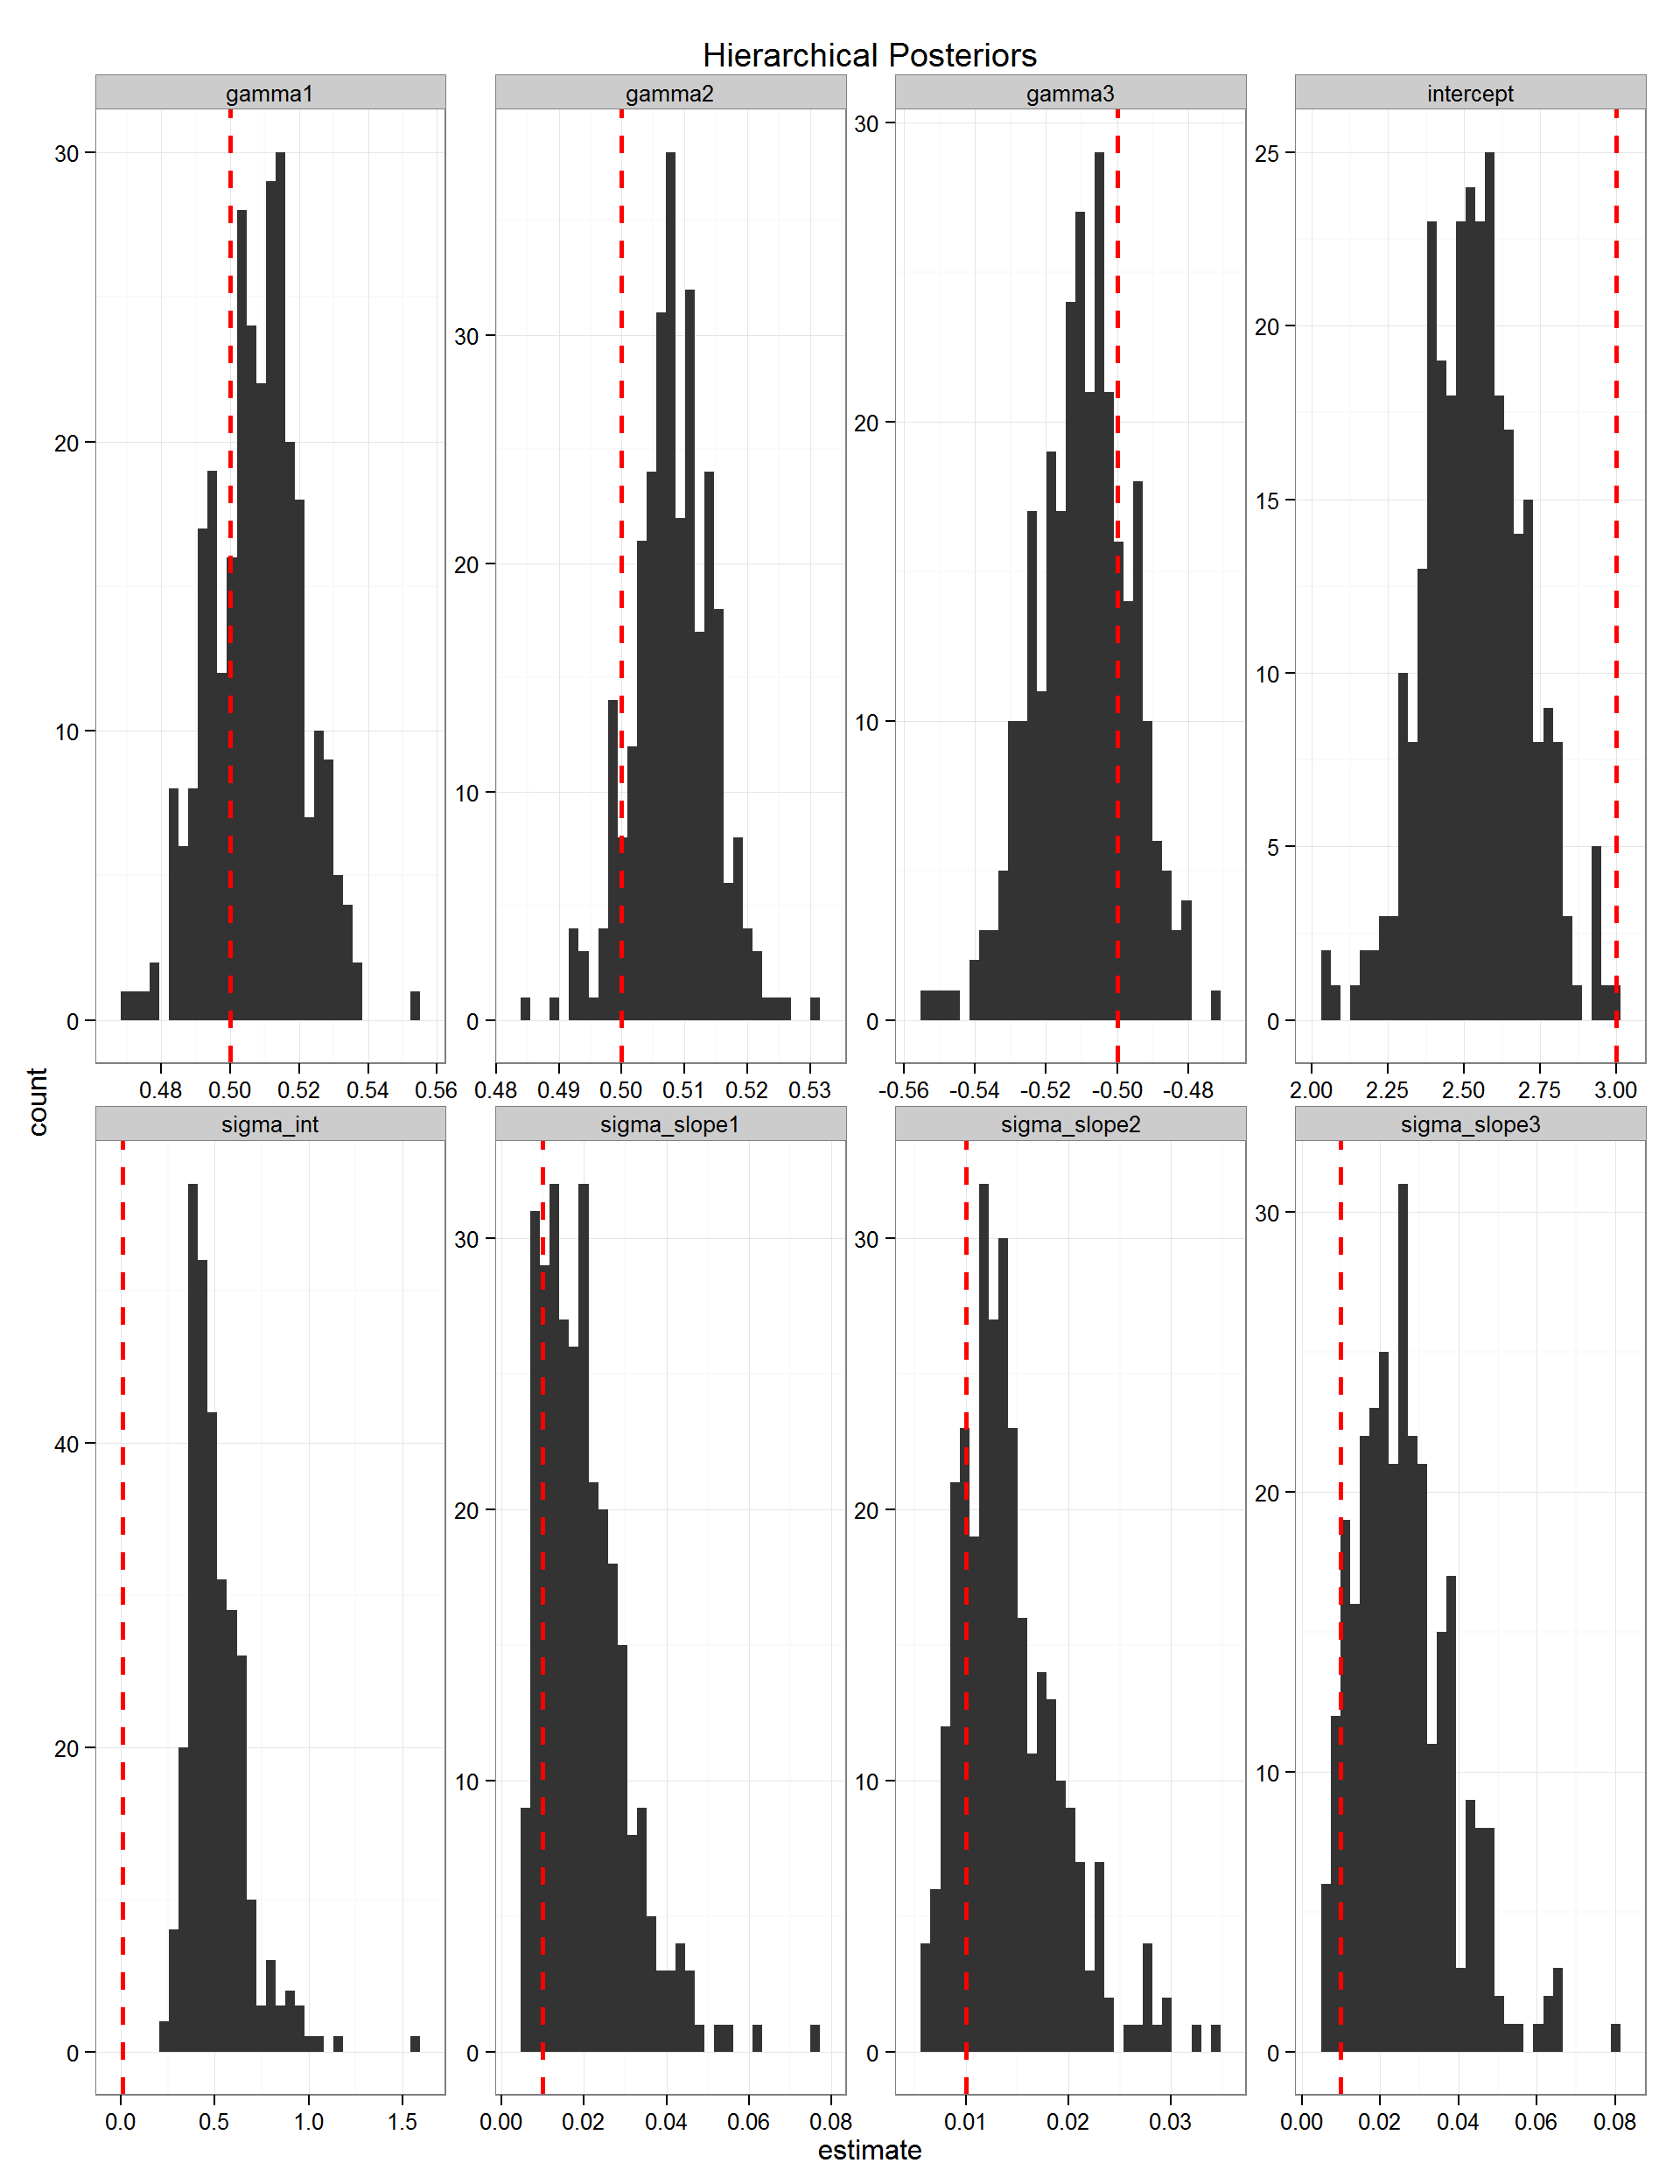 Hierarchical Posteriors
gamma1 gamma2 gamma3 intercept
30 20 10 0
30 20 10 0
30 20 10 0
25 20 15 10 5 0
0.48 0.50 0.52 0.54 0.56
0.48 0.49 0.50 0.51 0.52 0.53
-0.56 -0.54 -0.52 -0.50 -0.48
2.00 2.25 2.50 2.75 3.00
count
sigma_int sigma_slope1 sigma_slope2 sigma_slope3
40 20 0
30 20 10 0
30 20 10 0
30 20 10 0
0.0 0.5 1.0 1.5
0.00 0.02 0.04 0.06 0.08
0.01 0.02 0.03
0.00 0.02 0.04 0.06 0.08
estimate